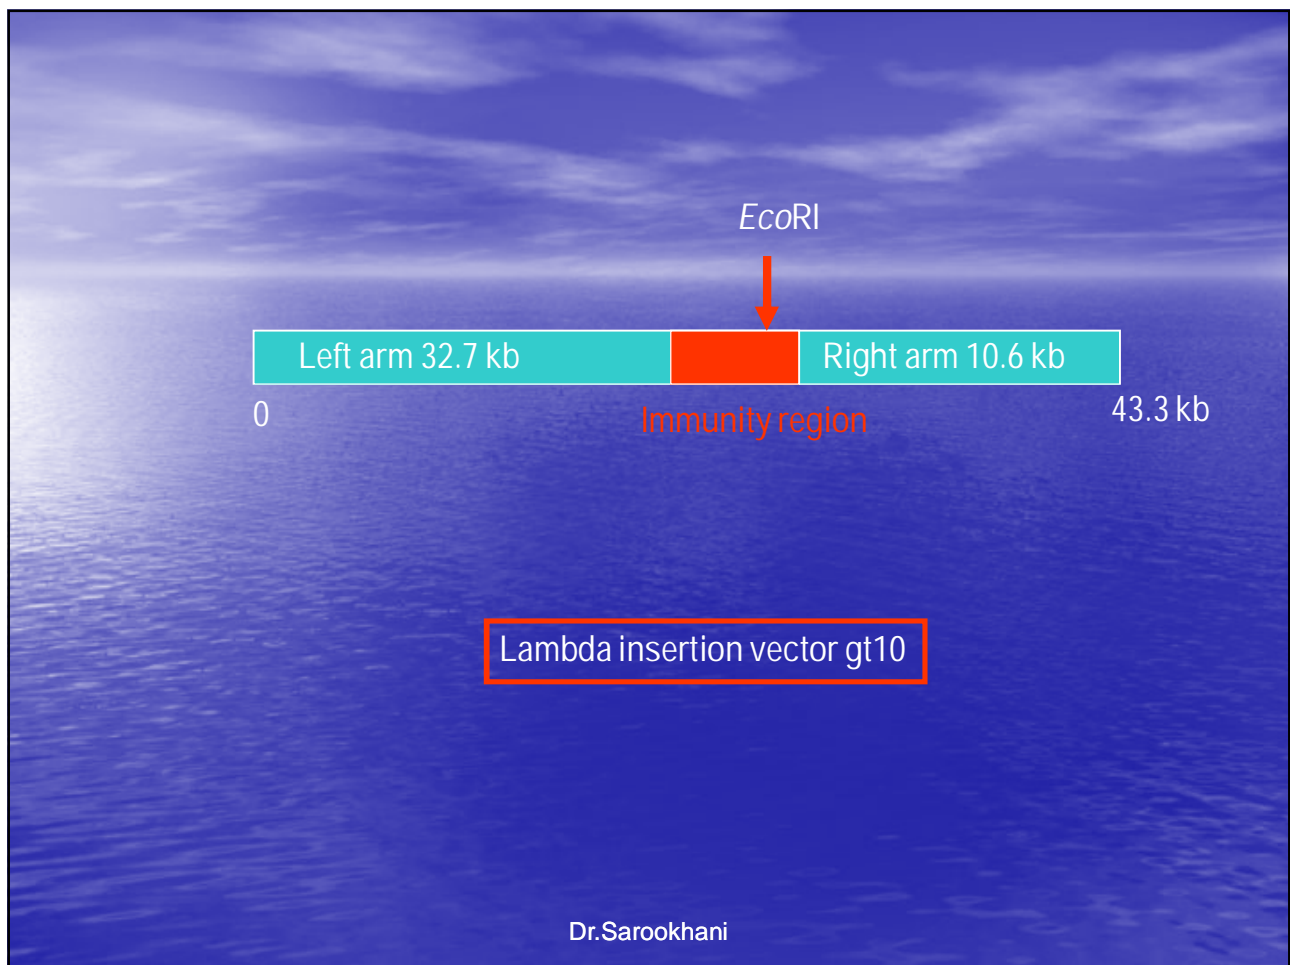 EcoRI
Left arm 32.7 kb
Right arm 10.6 kb
0
Immunity region
43.3 kb
Lambda insertion vector gt10
Dr.Sarookhani